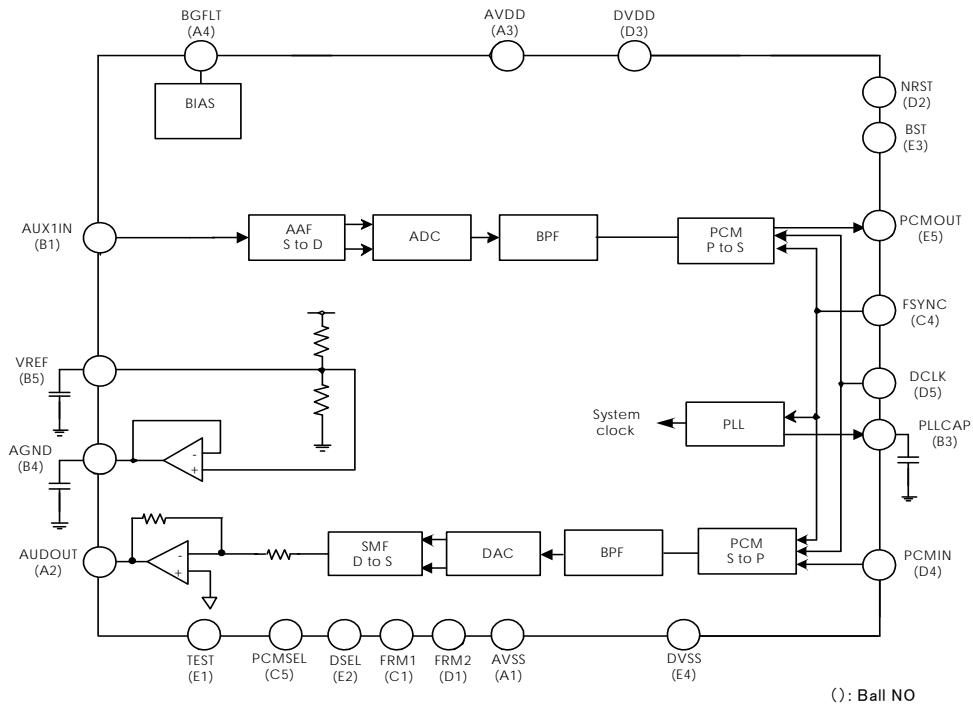 BGFLT
(A4)
AVDD
(A3)
DVDD
(D3)
BIAS
NRST
(D2)
BST
(E3)
AUX1IN
(B1)
AAF
S to D
ADC
BPF
PCM
P to S
PCMOUT
(E5)
FSYNC
(C4)
VREF
(B5)
DCLK
(D5)
System
clock
PLL
PLLCAP
(B3)
AGND
(B4)
-
+
AUDOUT
(A2)
-
+
SMF
D to S
DAC
BPF
PCM
S to P
PCMIN
(D4)
TEST
(E1)
PCMSEL
(C5)
DSEL
(E2)
FRM1
(C1)
FRM2
(D1)
AVSS
(A1)
DVSS
(E4)
( ): Ball NO